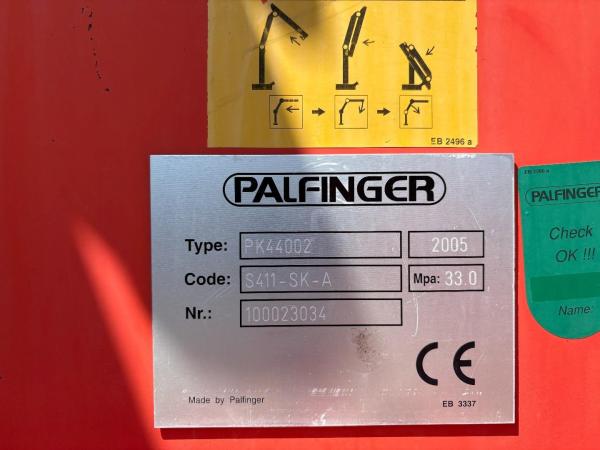 EB 2496 a
PALFINGER
Type: PK44002 2005
Code: S411-SK-A Mpa: 33.0
Nr.: 100023034
CE
Made by Palfinger
EB 3337
PALFINGER
Check
OK !!!
Name: